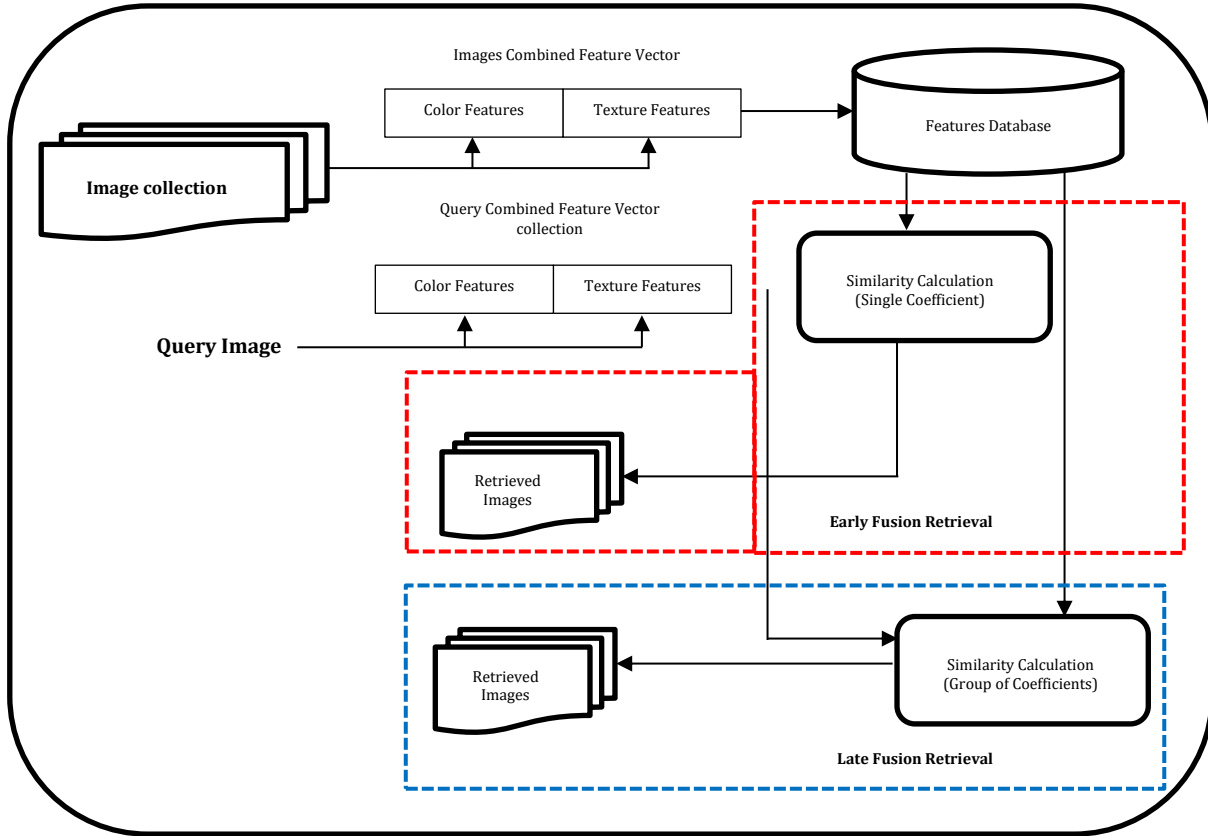 Images Combined Feature Vector
Color Features
Texture Features
Features Database
Image collection
Query Combined Feature Vector
collection
Color Features
Texture Features
Query Image
Similarity Calculation
(Single Coefficient)
Retrieved
Images
Early Fusion Retrieval
Similarity Calculation
(Group of Coefficients)
Retrieved
Images
Late Fusion Retrieval